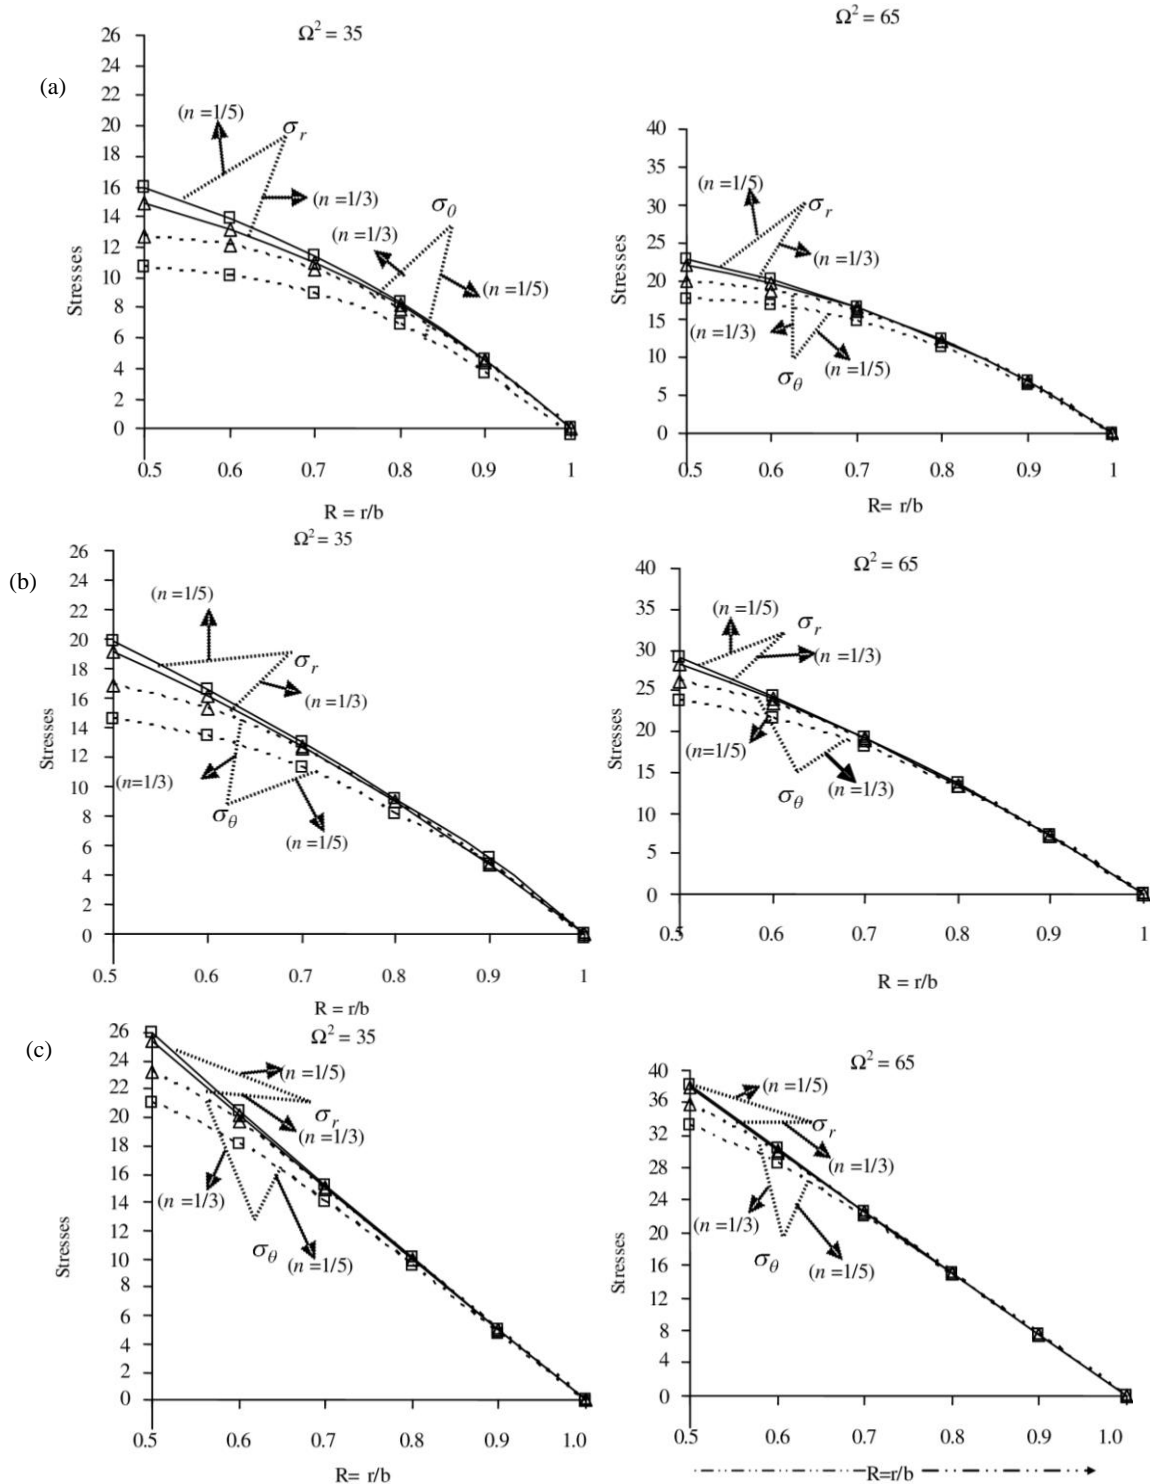 (a)
Ω² = 35
26
24
22
20
18
16
14
12
10
8
6
4
2
0
Stresses
(n =1/5)
σr
(n =1/3)
σ0
(n =1/3)
(n =1/5)
0.5 0.6 0.7 0.8 0.9 1
R = r/b
Ω² = 65
40
35
30
25
20
15
10
5
0
Stresses
(n =1/5)
σr
(n =1/3)
(n =1/3)
σθ
(n =1/5)
0.5 0.6 0.7 0.8 0.9 1
R= r/b
(b)
Ω² = 35
26
24
22
20
18
16
14
12
10
8
6
4
2
0
Stresses
(n=1/5)
σr
(n =1/3)
(n=1/3)
σθ
(n=1/5)
0.5 0.6 0.7 0.8 0.9 1
R = r/b
Ω² = 65
40
35
30
25
20
15
10
5
0
Stresses
(n=1/5)
σr
(n=1/3)
(n=1/5)
σθ
(n =1/3)
0.5 0.6 0.7 0.8 0.9 1
R = r/b
(c)
Ω² = 35
26
24
22
20
18
16
14
12
10
8
6
4
2
0
Stresses
(n =1/5)
σr
(n =1/3)
(n =1/3)
σθ
(n =1/5)
0.5 0.6 0.7 0.8 0.9 1.0
R= r/b
Ω² = 65
40
36
32
28
24
20
16
12
8
4
0
Stresses
(n =1/5)
σr
(n =1/3)
(n =1/3)
σθ
(n =1/5)
0.5 0.6 0.7 0.8 0.9 1.0
R=r/b